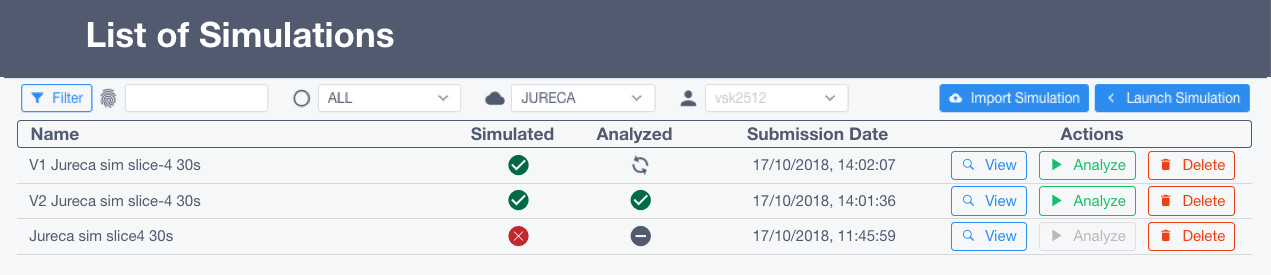 List of Simulations
Filter ALL JURECA vsk2512 Import Simulation Launch Simulation
Name Simulated Analyzed Submission Date Actions
V1 Jureca sim slice-4 30s 17/10/2018, 14:02:07 View Analyze Delete
V2 Jureca sim slice-4 30s 17/10/2018, 14:01:36 View Analyze Delete
Jureca sim slice4 30s 17/10/2018, 11:45:59 View Analyze Delete